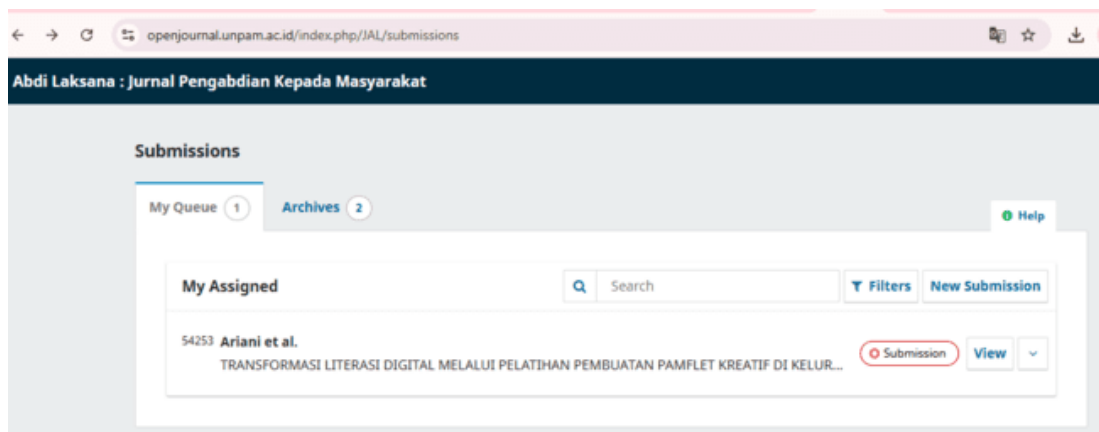 openjournal.unpam.ac.id/index.php/JAL/submissions
Abdi Laksana : Jurnal Pengabdian Kepada Masyarakat
Submissions
My Queue 1 Archives 2
Help
My Assigned Search Filters New Submission
54253 Ariani et al.
TRANSFORMASI LITERASI DIGITAL MELALUI PELATIHAN PEMBUATAN PAMFLET KREATIF DI KELUR... Submission View